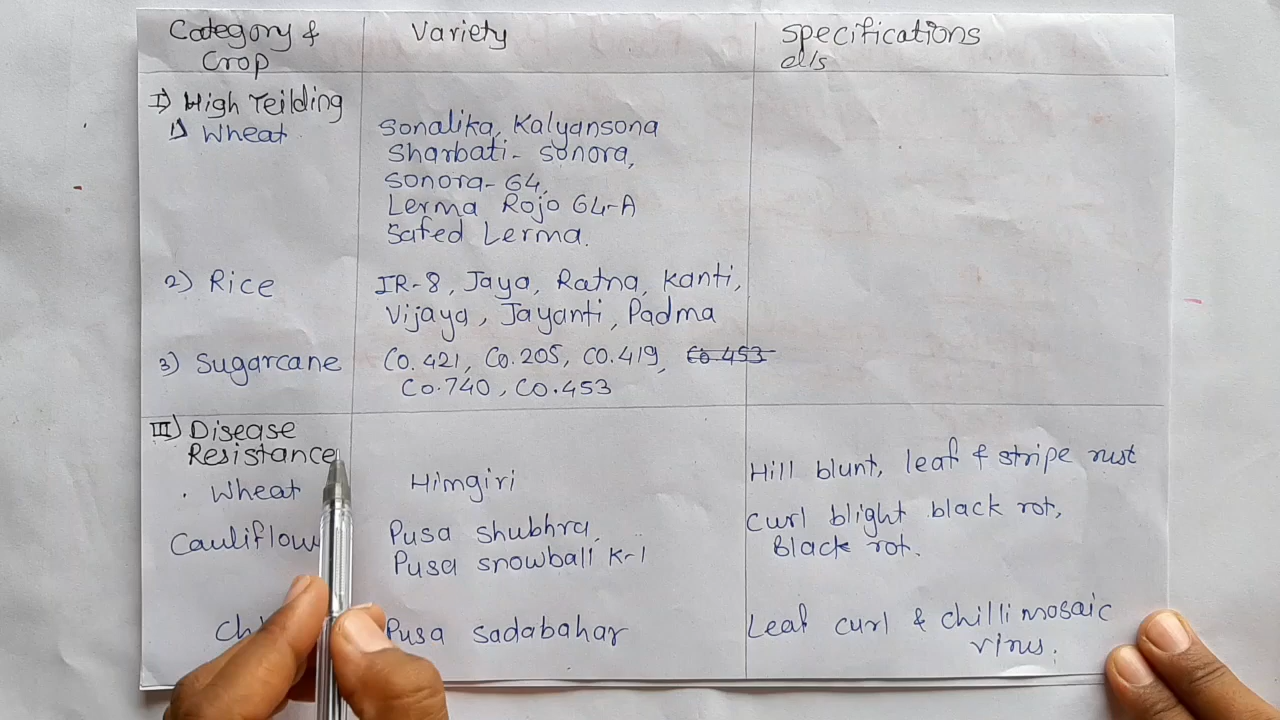 Category & Variety Specifications
Crop els
I) High Yeilding
1) Wheat Sonalika, Kalyansona
Sharbati - Sonora,
Sonora - 64,
Lerma Rojo 64-A
Safed Lerma.
2) Rice IR-8, Jaya, Ratna, Kanti,
Vijaya, Jayanti, Padma
3) Sugarcane CO. 421, CO. 205, CO. 419, CO. 453
CO. 740, CO. 453
III) Disease
Resistance
Wheat Himgiri Hill blunt, leaf & stripe rust
Cauliflow Pusa Shubhra, Curl blight black rot,
Pusa snowball K-1 Black rot.
Pusa sadabahar Leaf curl & chilli mosaic
virus.